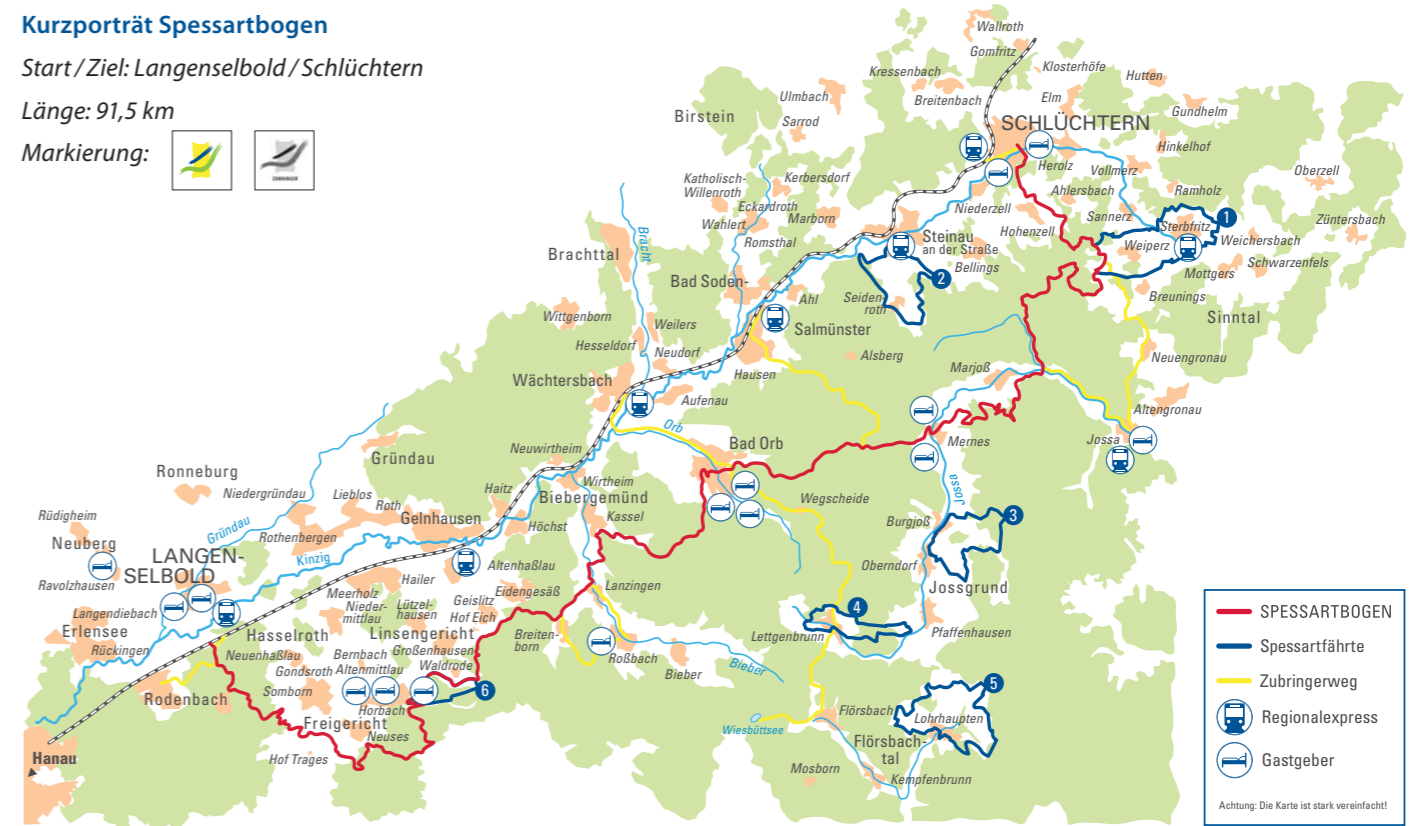 Kurzporträt Spessartbogen
Start / Ziel: Langenselbold / Schlüchtern
Länge: 91,5 km
Markierung:
ZUBRINGER
Wallroth
Gomfritz
Kressenbach
Klosterhöfe
Hutten
Ulmbach
Breitenbach
Elm
Gundhelm
Birstein
Sarrod
SCHLÜCHTERN
Hinkelhof
Herolz
Vollmerz
Oberzell
Katholisch-
Willenroth
Kerbersdorf
Ahlersbach
Ramholz
Eckardroth
Marborn
Niederzell
Sannerz
Sterbfritz
1
Züntersbach
Wahlert
Romsthal
Steinau
an der Straße
Hohenzell
Weiperz
Weichersbach
Bracht
Brachttal
Bellings
Mottgers
Schwarzenfels
Bad Soden-
2
Ahl
Seiden-
roth
Breunings
Sinntal
Wittgenborn
Weilers
Salmünster
Hesseldorf
Neudorf
Alsberg
Neuengronau
Wächtersbach
Hausen
Marjoß
Aufenau
Altengronau
Orb
Bad Orb
Mernes
Jossa
Neuwirtheim
Gründau
Ronneburg
Wirtheim
Jossa
Niedergründau
Lieblos
Haitz
Biebergemünd
Wegscheide
Roth
Rüdigheim
Gelnhausen
Kassel
Burgjoß
3
Gründau
Rothenbergen
Höchst
Neuberg
LANGEN-
SELBOLD
Kinzig
Altenhaßlau
Oberndorf
Ravolzhausen
Hailer
Lanzingen
Jossgrund
Meerholz
Eidengesäß
Geislitz
Nieder-
mittlau
Lützel-
hausen
Hof Eich
4
Langendiebach
Erlensee
Hasselroth
Linsengericht
Breiten-
born
Lettgenbrunn
Pfaffenhausen
Rückingen
Neuenhaßlau
Bernbach
Großenhausen
Roßbach
Gondsroth
Altenmittlau
Waldrode
Bieber
Bieber
Rodenbach
Somborn
6
5
Horbach
Flörsbach
Lohrhaupten
Freigericht
Neuses
Wiesbüttsee
Flörsbach-
tal
Hof Trages
Hanau
Mosborn
Kempfenbrunn
SPESSARTBOGEN
Spessartfährte
Zubringerweg
Regionalexpress
Gastgeber
Achtung: Die Karte ist stark vereinfacht!